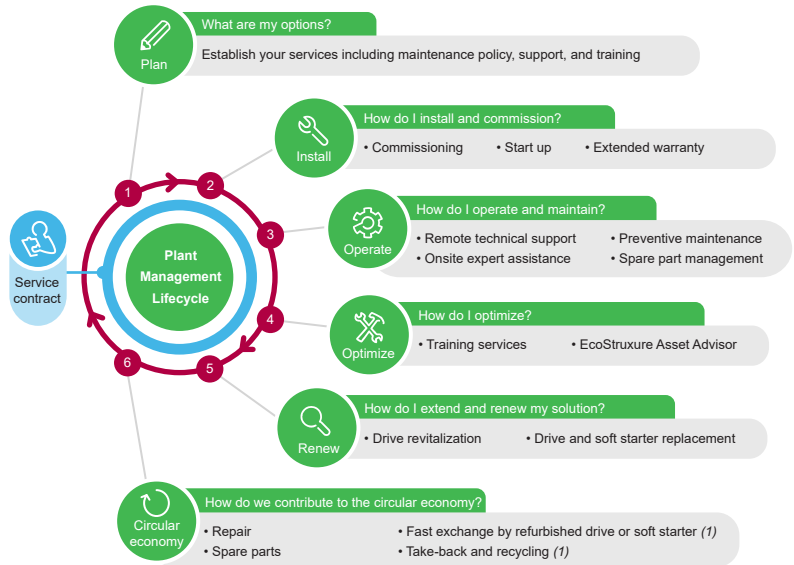 What are my options?
Plan
Establish your services including maintenance policy, support, and training
How do I install and commission?
Install
• Commissioning • Start up • Extended warranty
1
2
3
4
5
6
How do I operate and maintain?
Operate
• Remote technical support • Preventive maintenance
• Onsite expert assistance • Spare part management
Service
contract
Plant
Management
Lifecycle
How do I optimize?
Optimize
• Training services • EcoStruxure Asset Advisor
How do I extend and renew my solution?
Renew
• Drive revitalization • Drive and soft starter replacement
How do we contribute to the circular economy?
Circular
economy
• Repair • Fast exchange by refurbished drive or soft starter (1)
• Spare parts • Take-back and recycling (1)